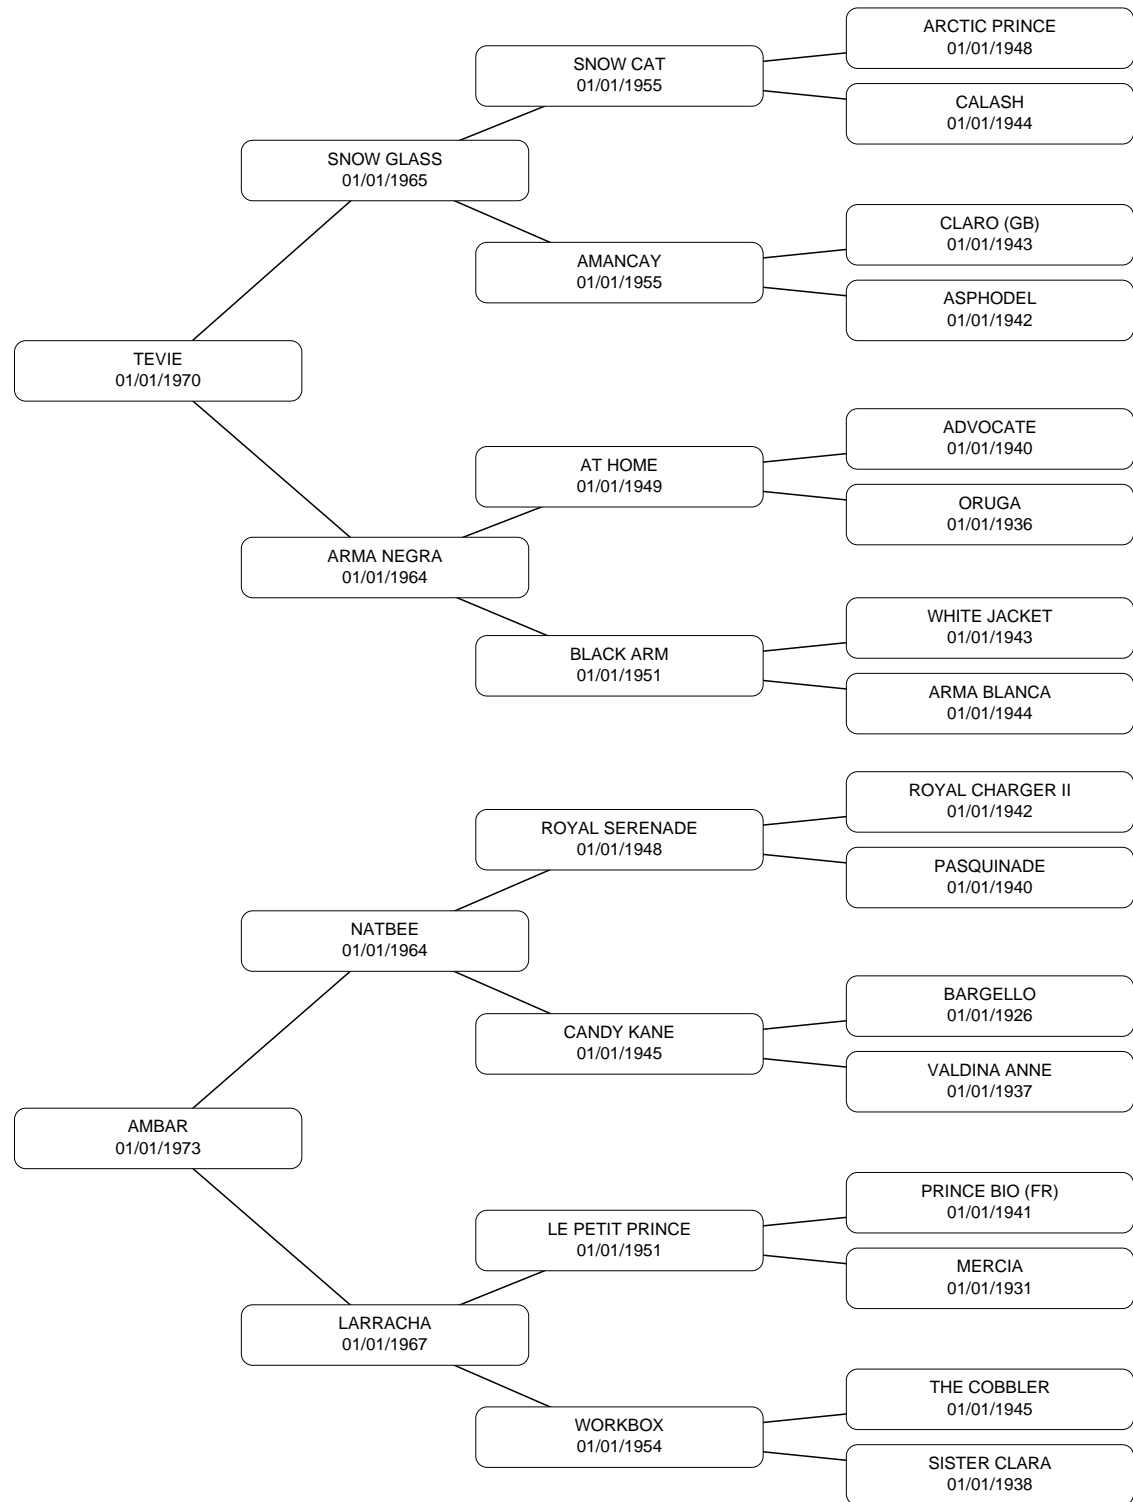 ARCTIC PRINCE
01/01/1948
SNOW CAT
01/01/1955
CALASH
01/01/1944
SNOW GLASS
01/01/1965
CLARO (GB)
01/01/1943
AMANCAY
01/01/1955
ASPHODEL
01/01/1942
TEVIE
01/01/1970
ADVOCATE
01/01/1940
AT HOME
01/01/1949
ORUGA
01/01/1936
ARMA NEGRA
01/01/1964
WHITE JACKET
01/01/1943
BLACK ARM
01/01/1951
ARMA BLANCA
01/01/1944
ROYAL CHARGER II
01/01/1942
ROYAL SERENADE
01/01/1948
PASQUINADE
01/01/1940
NATBEE
01/01/1964
BARGELLO
01/01/1926
CANDY KANE
01/01/1945
VALDINA ANNE
01/01/1937
AMBAR
01/01/1973
PRINCE BIO (FR)
01/01/1941
LE PETIT PRINCE
01/01/1951
MERCIA
01/01/1931
LARRACHA
01/01/1967
THE COBBLER
01/01/1945
WORKBOX
01/01/1954
SISTER CLARA
01/01/1938